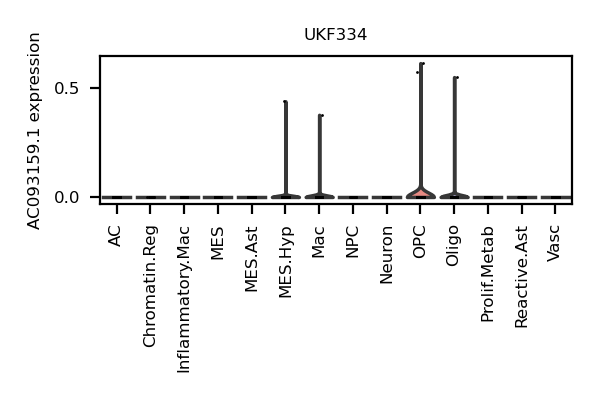 UKF334
AC093159.1 expression
0.5
0.0
AC
Chromatin.Reg
Inflammatory.Mac
MES
MES.Ast
MES.Hyp
Mac
NPC
Neuron
OPC
Oligo
Prolif.Metab
Reactive.Ast
Vasc